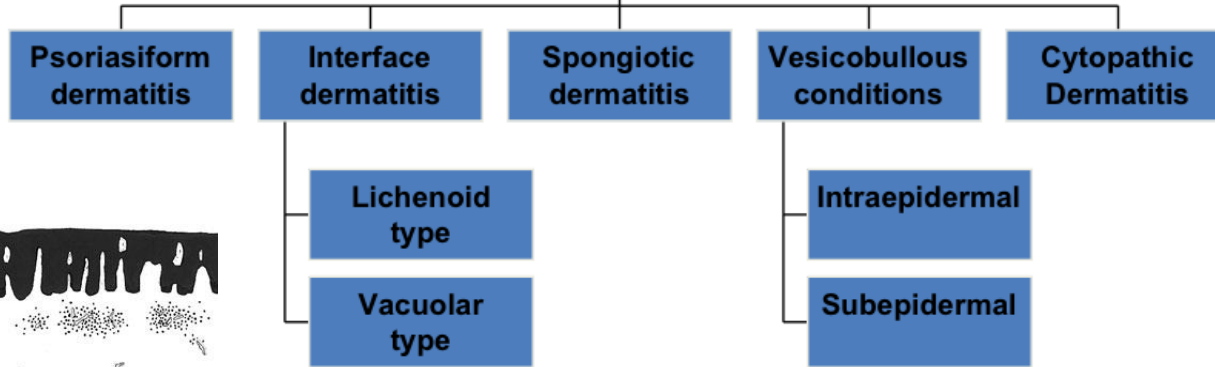 Psoriasiform
dermatitis
Interface
dermatitis
Spongiotic
dermatitis
Vesicobullous
conditions
Cytopathic
Dermatitis
Lichenoid
type
Vacuolar
type
Intraepidermal
Subepidermal